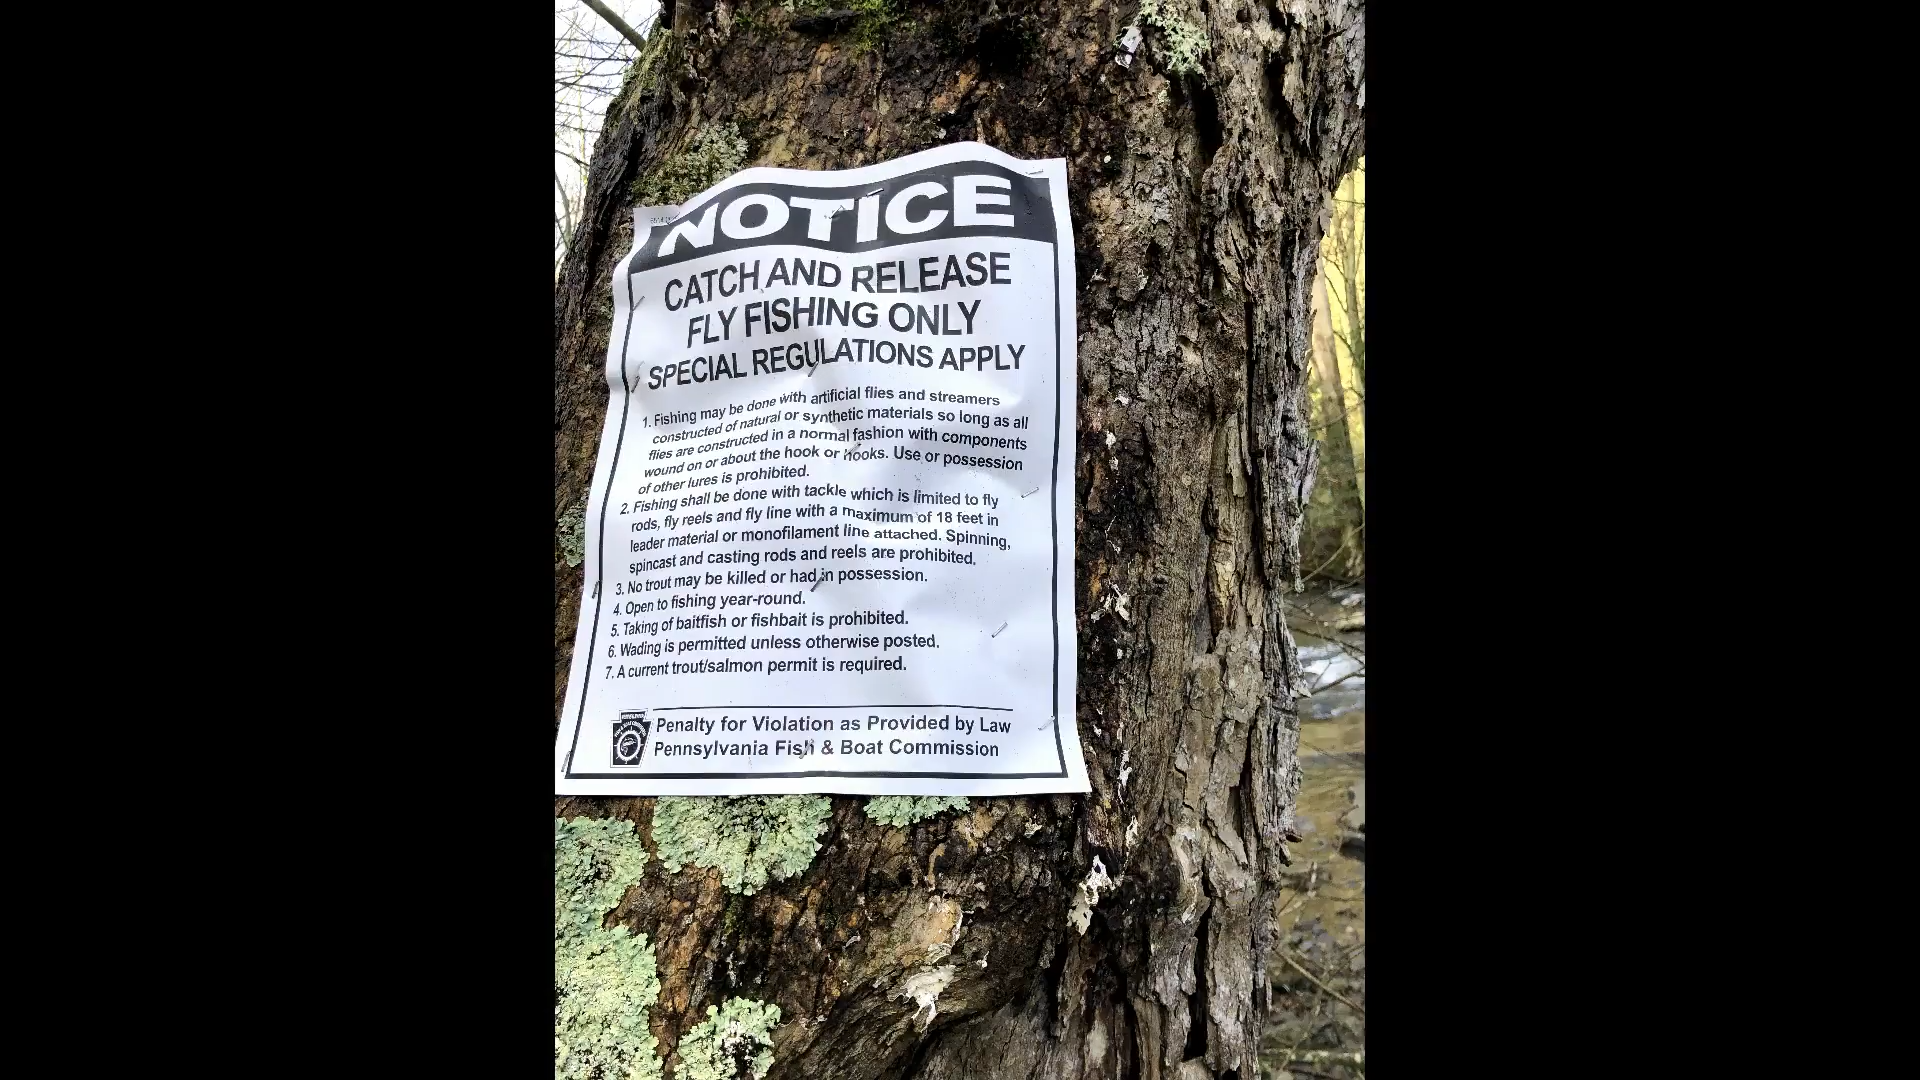 NOTICE
CATCH AND RELEASE
FLY FISHING ONLY
SPECIAL REGULATIONS APPLY
1. Fishing may be done with artificial flies and streamers
constructed of natural or synthetic materials so long as all
flies are constructed in a normal fashion with components
wound on or about the hook or hooks. Use or possession
of other lures is prohibited.
2. Fishing shall be done with tackle which is limited to fly
rods, fly reels and fly line with a maximum of 18 feet in
leader material or monofilament line attached. Spinning,
spincast and casting rods and reels are prohibited.
3. No trout may be killed or had in possession.
4. Open to fishing year-round.
5. Taking of baitfish or fishbait is prohibited.
6. Wading is permitted unless otherwise posted.
7. A current trout/salmon permit is required.
Penalty for Violation as Provided by Law
Pennsylvania Fish & Boat Commission